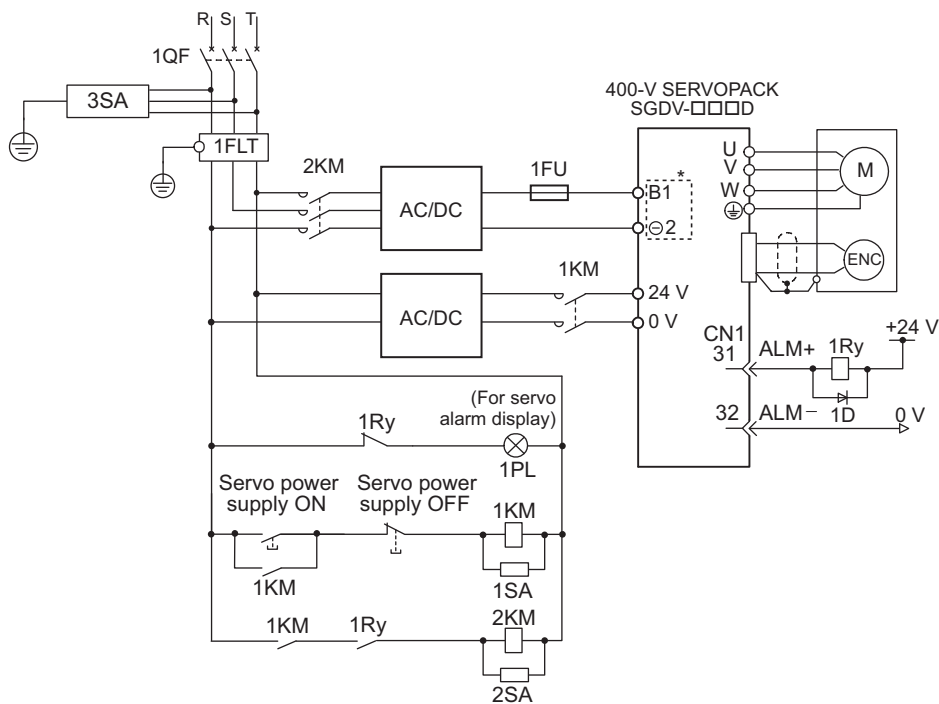 R S T
1QF
3SA
1FLT
2KM
AC/DC
1FU
400-V SERVOPACK
SGDV-□□□D
*
B1
⊖2
U
V
W
M
ENC
1KM
AC/DC
24 V
0 V
CN1
31 ALM+
1Ry
+24 V
1D
32 ALM−
0 V
(For servo
alarm display)
1Ry
1PL
Servo power
supply ON
Servo power
supply OFF
1KM
1KM
1SA
1KM
1Ry
2KM
2SA